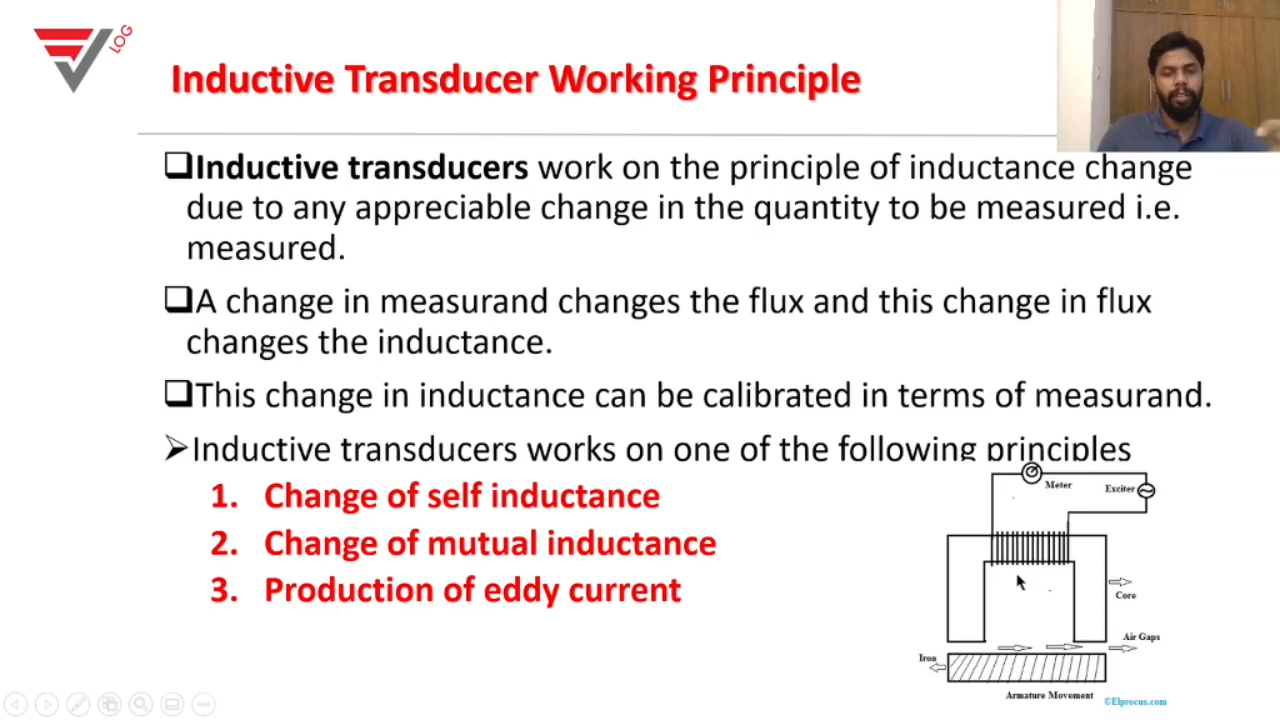 LOG
Inductive Transducer Working Principle
Inductive transducers work on the principle of inductance change
due to any appreciable change in the quantity to be measured i.e.
measured.
A change in measurand changes the flux and this change in flux
changes the inductance.
This change in inductance can be calibrated in terms of measurand.
Inductive transducers works on one of the following principles
1. Change of self inductance
2. Change of mutual inductance
3. Production of eddy current
Meter
Exciter
Core
Air Gaps
Iron
Armature Movement
©Elprocus.com